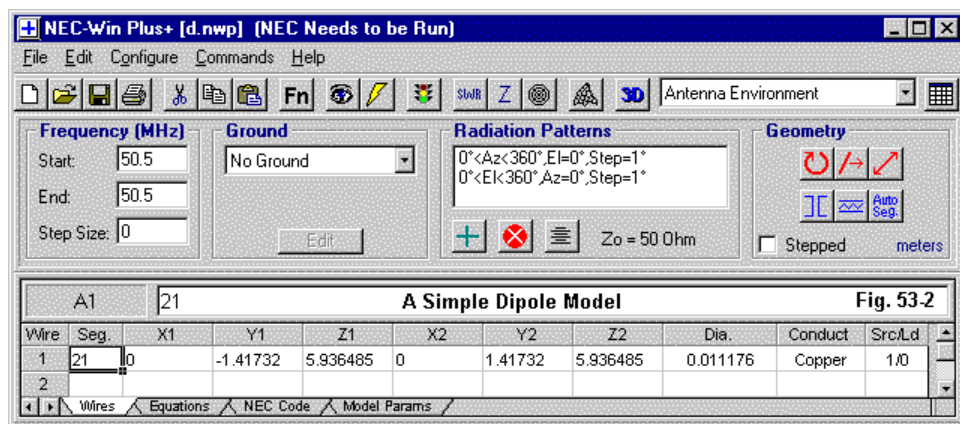 NEC-Win Plus+ [d.nwp] (NEC Needs to be Run)
File Edit Configure Commands Help
Fn SWR Z 3D Antenna Environment
Frequency (MHz) Ground Radiation Patterns Geometry
Start: 50.5 No Ground 0°<Az<360°,El=0°,Step=1°
0°<El<360°,Az=0°,Step=1°
End: 50.5 Auto Seg.
Step Size: 0 Edit Zo = 50 Ohm Stepped meters
A1 21 A Simple Dipole Model Fig. 53-2
Wire Seg. X1 Y1 Z1 X2 Y2 Z2 Dia. Conduct Src/Ld
1 21 0 -1.41732 5.936485 0 1.41732 5.936485 0.011176 Copper 1/0
2
Wires Equations NEC Code Model Params